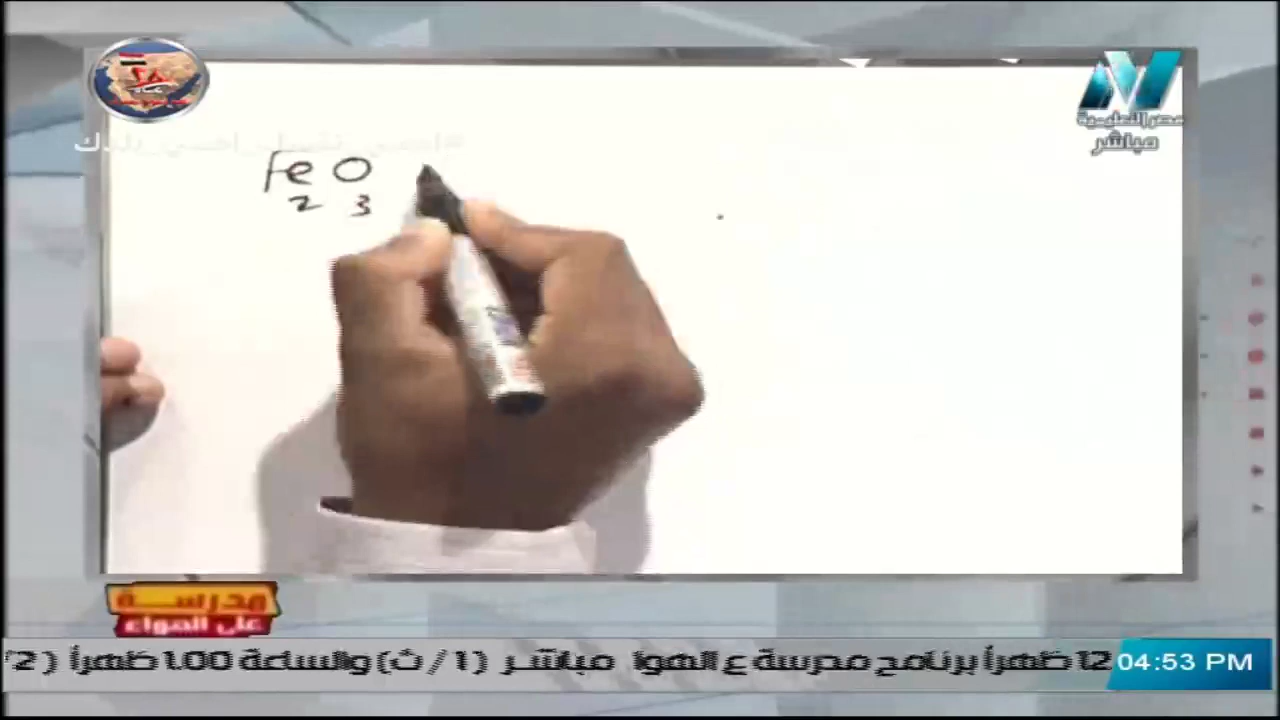 مصر التعليمية
مباشر
Fe O
2 3
مدرسة
على الهواء
12 ظهراً برنامج مدرسة ع الهوا مباشر (1/ث) والساعة 1.00 ظهراً (2/
04:53 PM